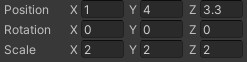 Position X 1 Y 4 Z 3.3
Rotation X 0 Y 0 Z 0
Scale X 2 Y 2 Z 2